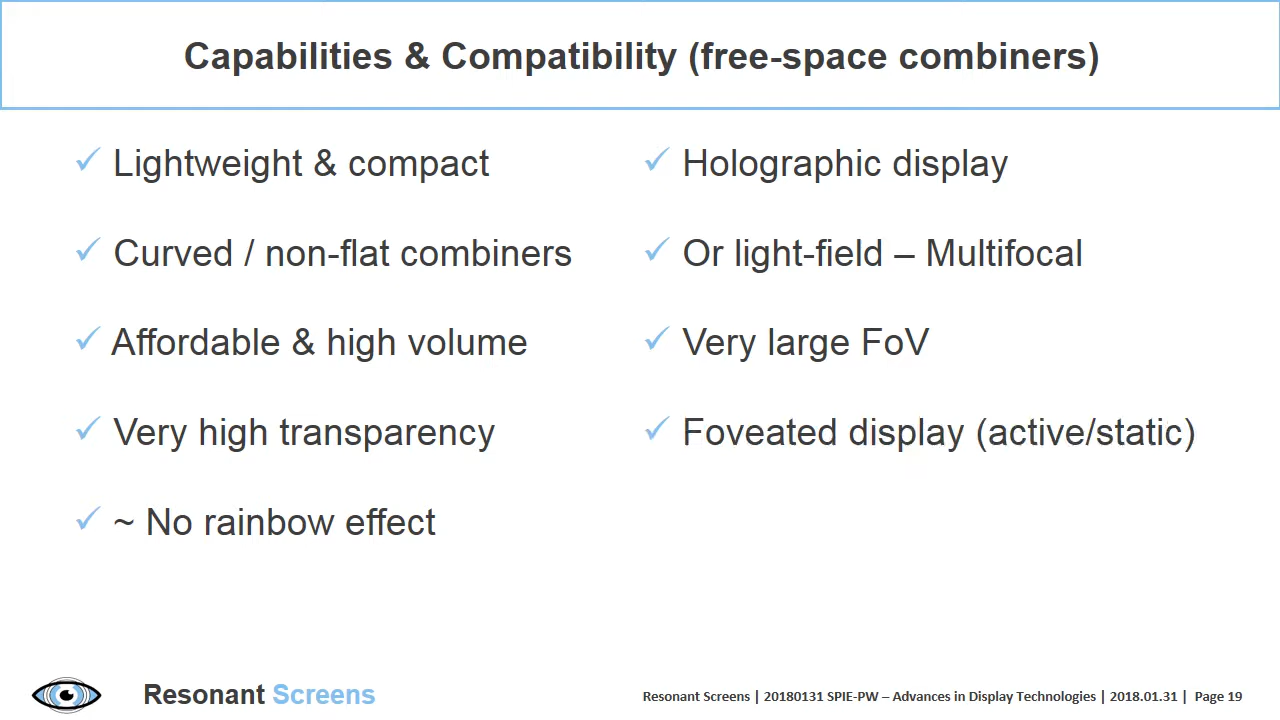 Capabilities & Compatibility (free-space combiners)
✓ Lightweight & compact
✓ Curved / non-flat combiners
✓ Affordable & high volume
✓ Very high transparency
✓ ~ No rainbow effect
✓ Holographic display
✓ Or light-field – Multifocal
✓ Very large FoV
✓ Foveated display (active/static)
Resonant Screens
Resonant Screens | 20180131 SPIE-PW – Advances in Display Technologies | 2018.01.31 | Page 19